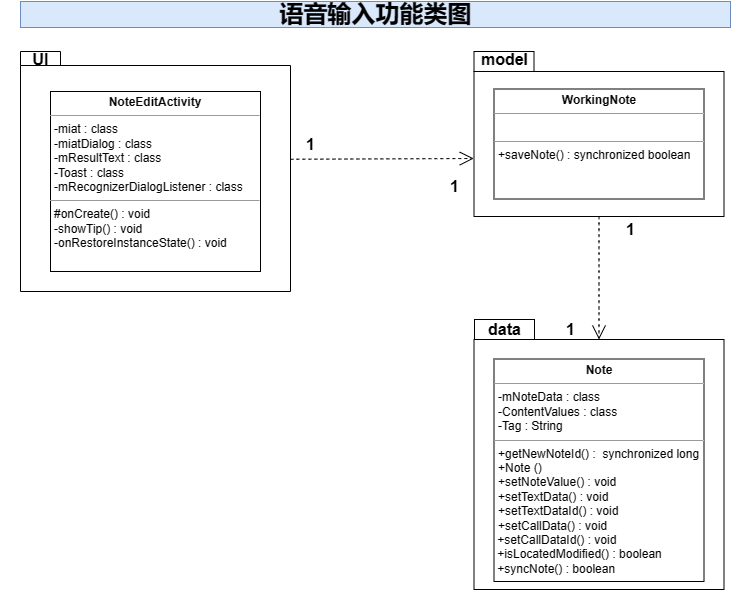 语音输入功能类图
UI
NoteEditActivity
-miat : class
-miatDialog : class
-mResultText : class
-Toast : class
-mRecognizerDialogListener : class
#onCreate() : void
-showTip() : void
-onRestoreInstanceState() : void
1
1
model
WorkingNote
+saveNote() : synchronized boolean
1
1
data
Note
-mNoteData : class
-ContentValues : class
-Tag : String
+getNewNoteId() :  synchronized long
+Note ()
+setNoteValue() : void
+setTextData() : void
+setTextDataId() : void
+setCallData() : void
+setCallDataId() : void
+isLocatedModified() : boolean
+syncNote() : boolean